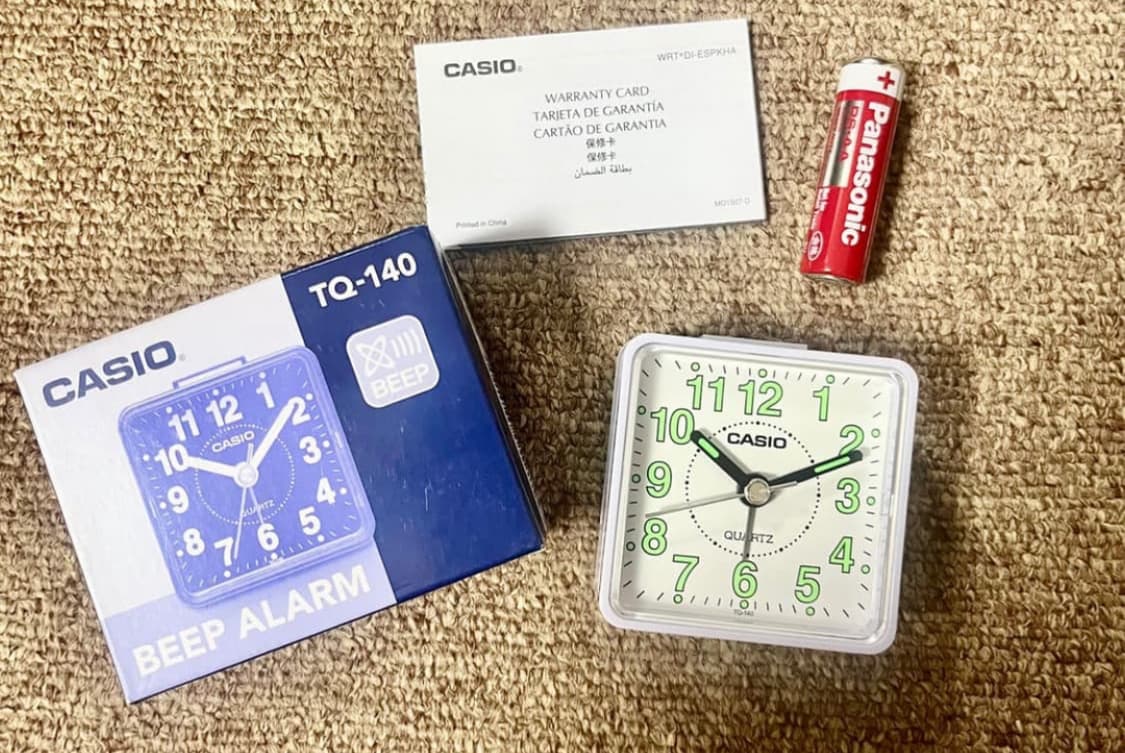 CASIO®
WRT*DI-ESPKHA
WARRANTY CARD
TARJETA DE GARANTÍA
CARTÃO DE GARANTIA
保修卡
保修卡
بطاقة الضمان
MO1507-D
Printed in China
+
Panasonic
TQ-140
CASIO®
BEEP
11 12 1
10 2
CASIO
9 3
8 4
QUARTZ
7 6 5
BEEP ALARM
11 12 1
10 2
CASIO
9 3
8 4
QUARTZ
7 6 5
TQ-140